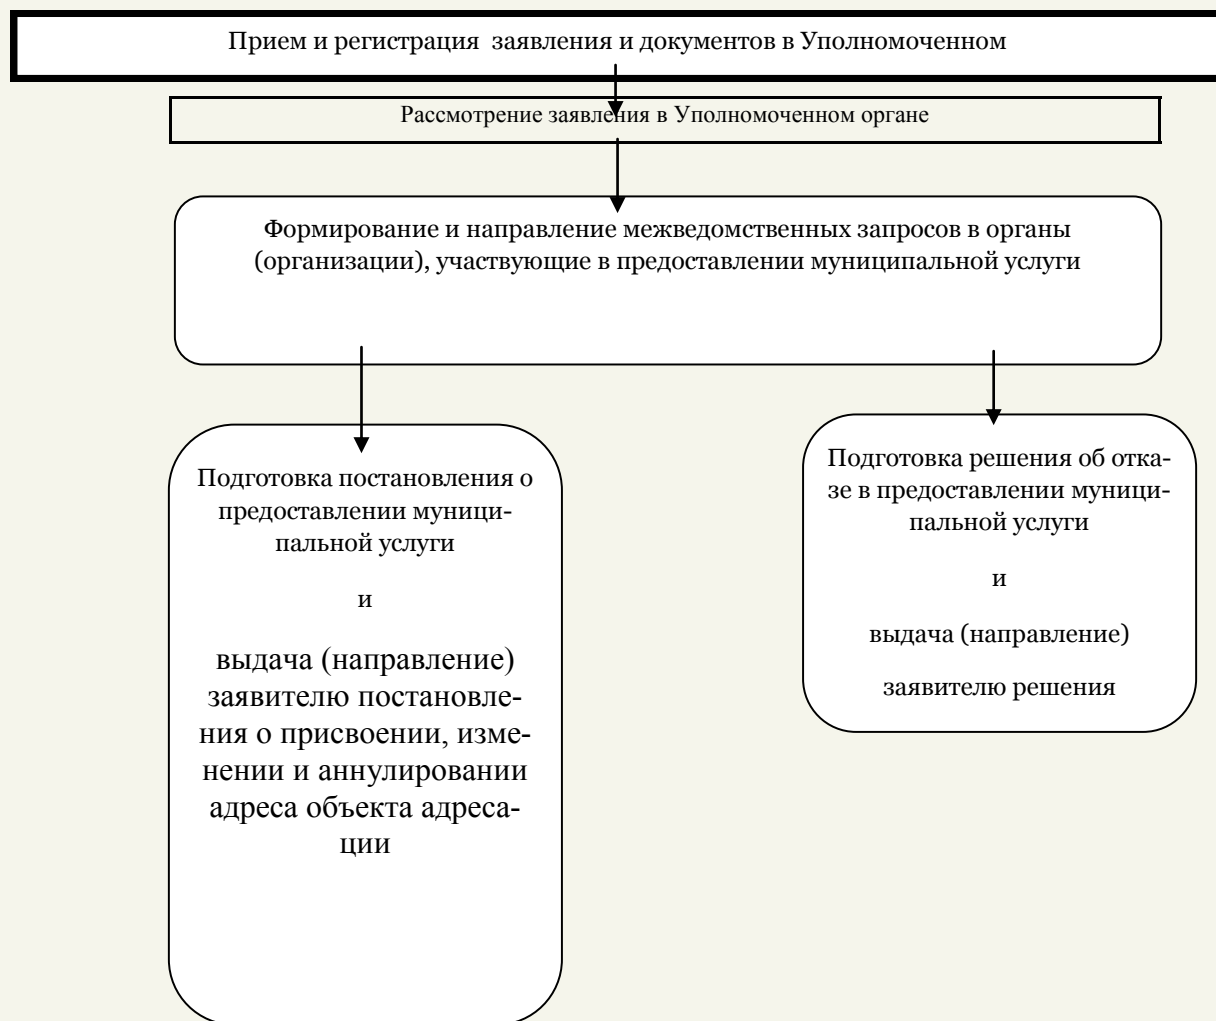 Прием и регистрация  заявления и документов в Уполномоченном
Рассмотрение заявления в Уполномоченном органе
Формирование и направление межведомственных запросов в органы
(организации), участвующие в предоставлении муниципальной услуги
Подготовка постановления о
предоставлении муници-
пальной услуги
и
выдача (направление)
заявителю постановле-
ния о присвоении, изме-
нении и аннулировании
адреса объекта адреса-
ции
Подготовка решения об отка-
зе в предоставлении муници-
пальной услуги
и
выдача (направление)
заявителю решения